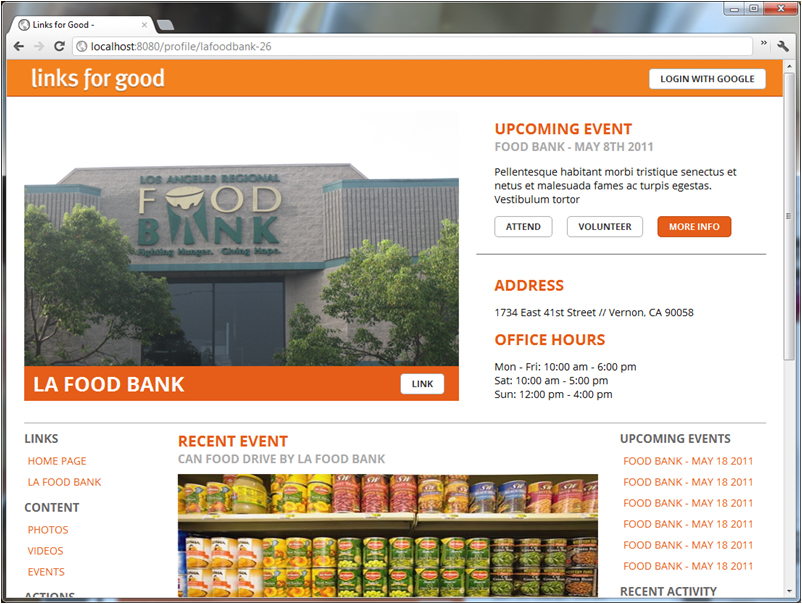 Links for Good -
localhost:8080/profile/lafoodbank-26
links for good
LOGIN WITH GOOGLE
LOS ANGELES REGIONAL
FOOD
BANK
Fighting Hunger. Giving Hope.
LA FOOD BANK
LINK
UPCOMING EVENT
FOOD BANK - MAY 8TH 2011
Pellentesque habitant morbi tristique senectus et
netus et malesuada fames ac turpis egestas.
Vestibulum tortor
ATTEND
VOLUNTEER
MORE INFO
ADDRESS
1734 East 41st Street // Vernon, CA 90058
OFFICE HOURS
Mon - Fri: 10:00 am - 6:00 pm
Sat: 10:00 am - 5:00 pm
Sun: 12:00 pm - 4:00 pm
LINKS
HOME PAGE
LA FOOD BANK
CONTENT
PHOTOS
VIDEOS
EVENTS
ACTIONS
RECENT EVENT
CAN FOOD DRIVE BY LA FOOD BANK
UPCOMING EVENTS
FOOD BANK - MAY 18 2011
FOOD BANK - MAY 18 2011
FOOD BANK - MAY 18 2011
FOOD BANK - MAY 18 2011
FOOD BANK - MAY 18 2011
FOOD BANK - MAY 18 2011
RECENT ACTIVITY